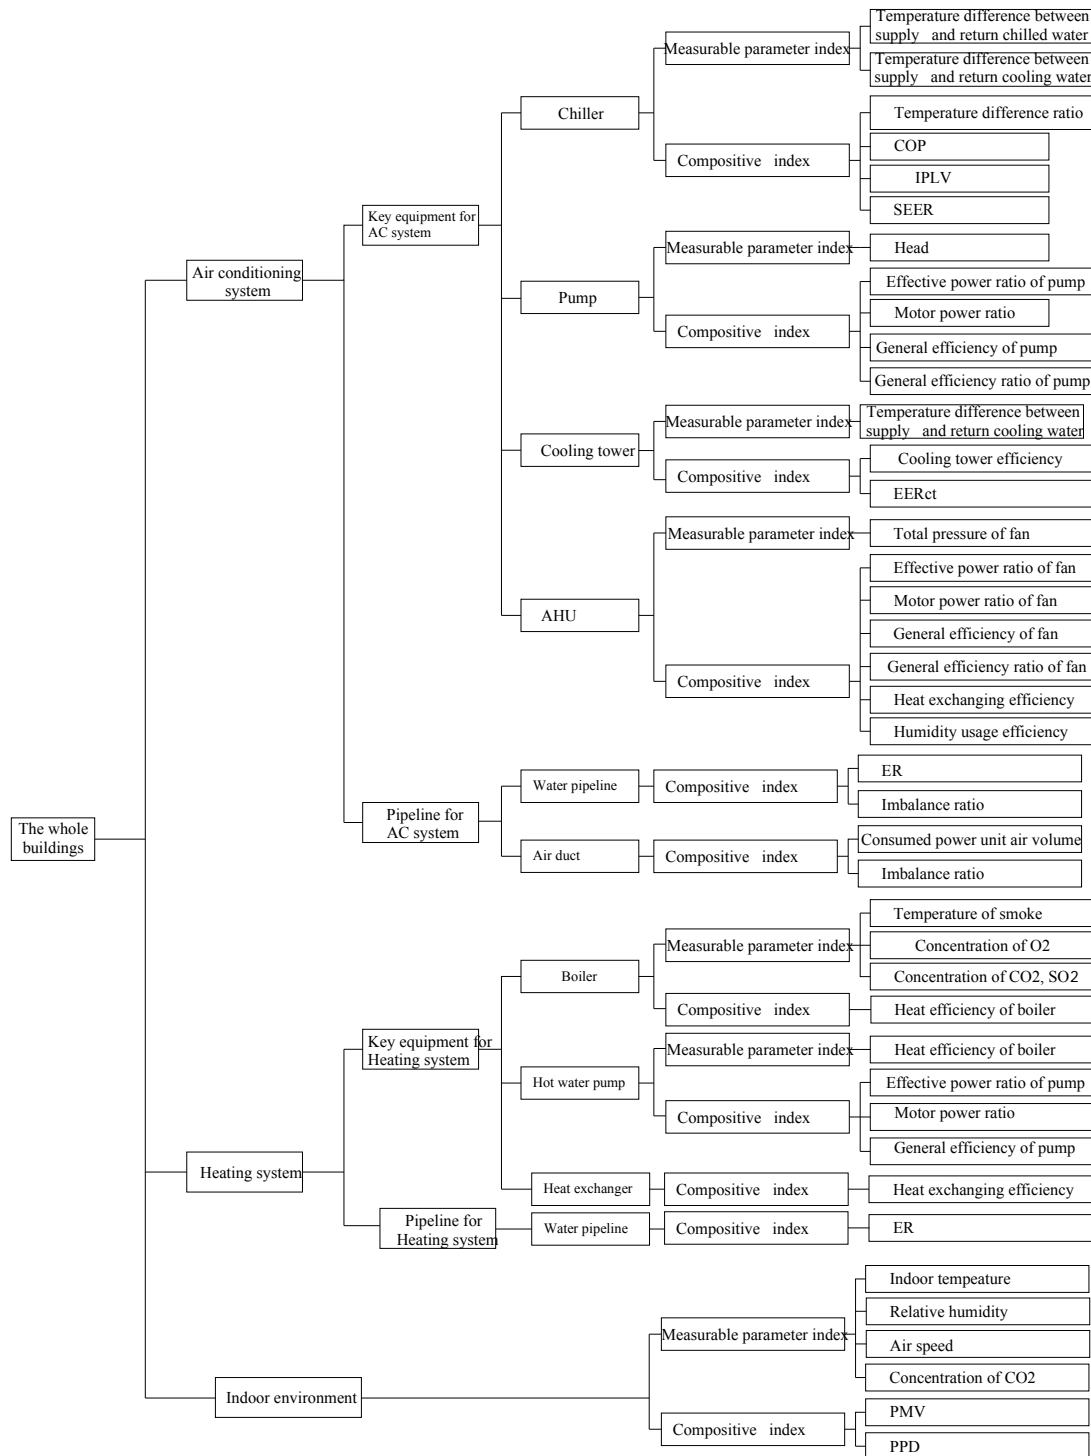 Temperature difference between
supply and return chilled water
Measurable parameter index
Temperature difference between
supply and return cooling water
Chiller
Temperature difference ratio
COP
Compositive index
IPLV
SEER
Key equipment for
AC system
Measurable parameter index
Head
Air conditioning
system
Effective power ratio of pump
Pump
Motor power ratio
Compositive index
General efficiency of pump
General efficiency ratio of pump
Measurable parameter index
Temperature difference between
supply and return cooling water
Cooling tower
Cooling tower efficiency
Compositive index
EERct
Measurable parameter index
Total pressure of fan
Effective power ratio of fan
Motor power ratio of fan
AHU
General efficiency of fan
General efficiency ratio of fan
Compositive index
Heat exchanging efficiency
Humidity usage efficiency
ER
Water pipeline
Compositive index
Imbalance ratio
Pipeline for
AC system
The whole
buildings
Consumed power unit air volume
Air duct
Compositive index
Imbalance ratio
Temperature of smoke
Measurable parameter index
Concentration of O2
Boiler
Concentration of CO2, SO2
Compositive index
Heat efficiency of boiler
Key equipment for
Heating system
Measurable parameter index
Heat efficiency of boiler
Hot water pump
Effective power ratio of pump
Compositive index
Motor power ratio
General efficiency of pump
Heating system
Heat exchanger
Compositive index
Heat exchanging efficiency
Pipeline for
Heating system
Water pipeline
Compositive index
ER
Indoor tempeature
Relative humidity
Measurable parameter index
Air speed
Concentration of CO2
Indoor environment
PMV
Compositive index
PPD